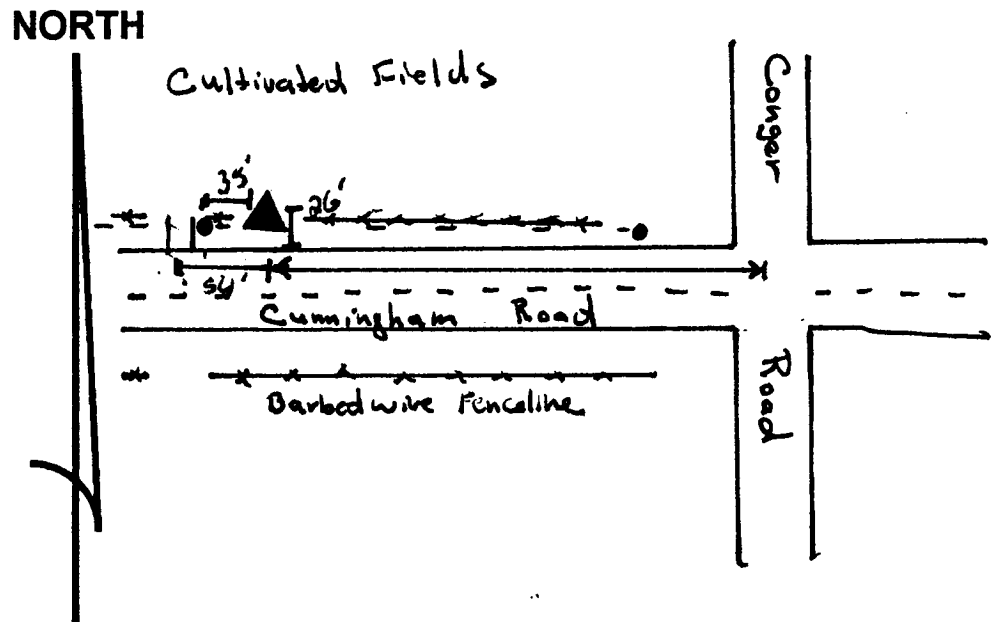 NORTH
Cultivated Fields
Conger
35'
26'
54'
Cunningham Road
Road
Barbedwire Fenceline